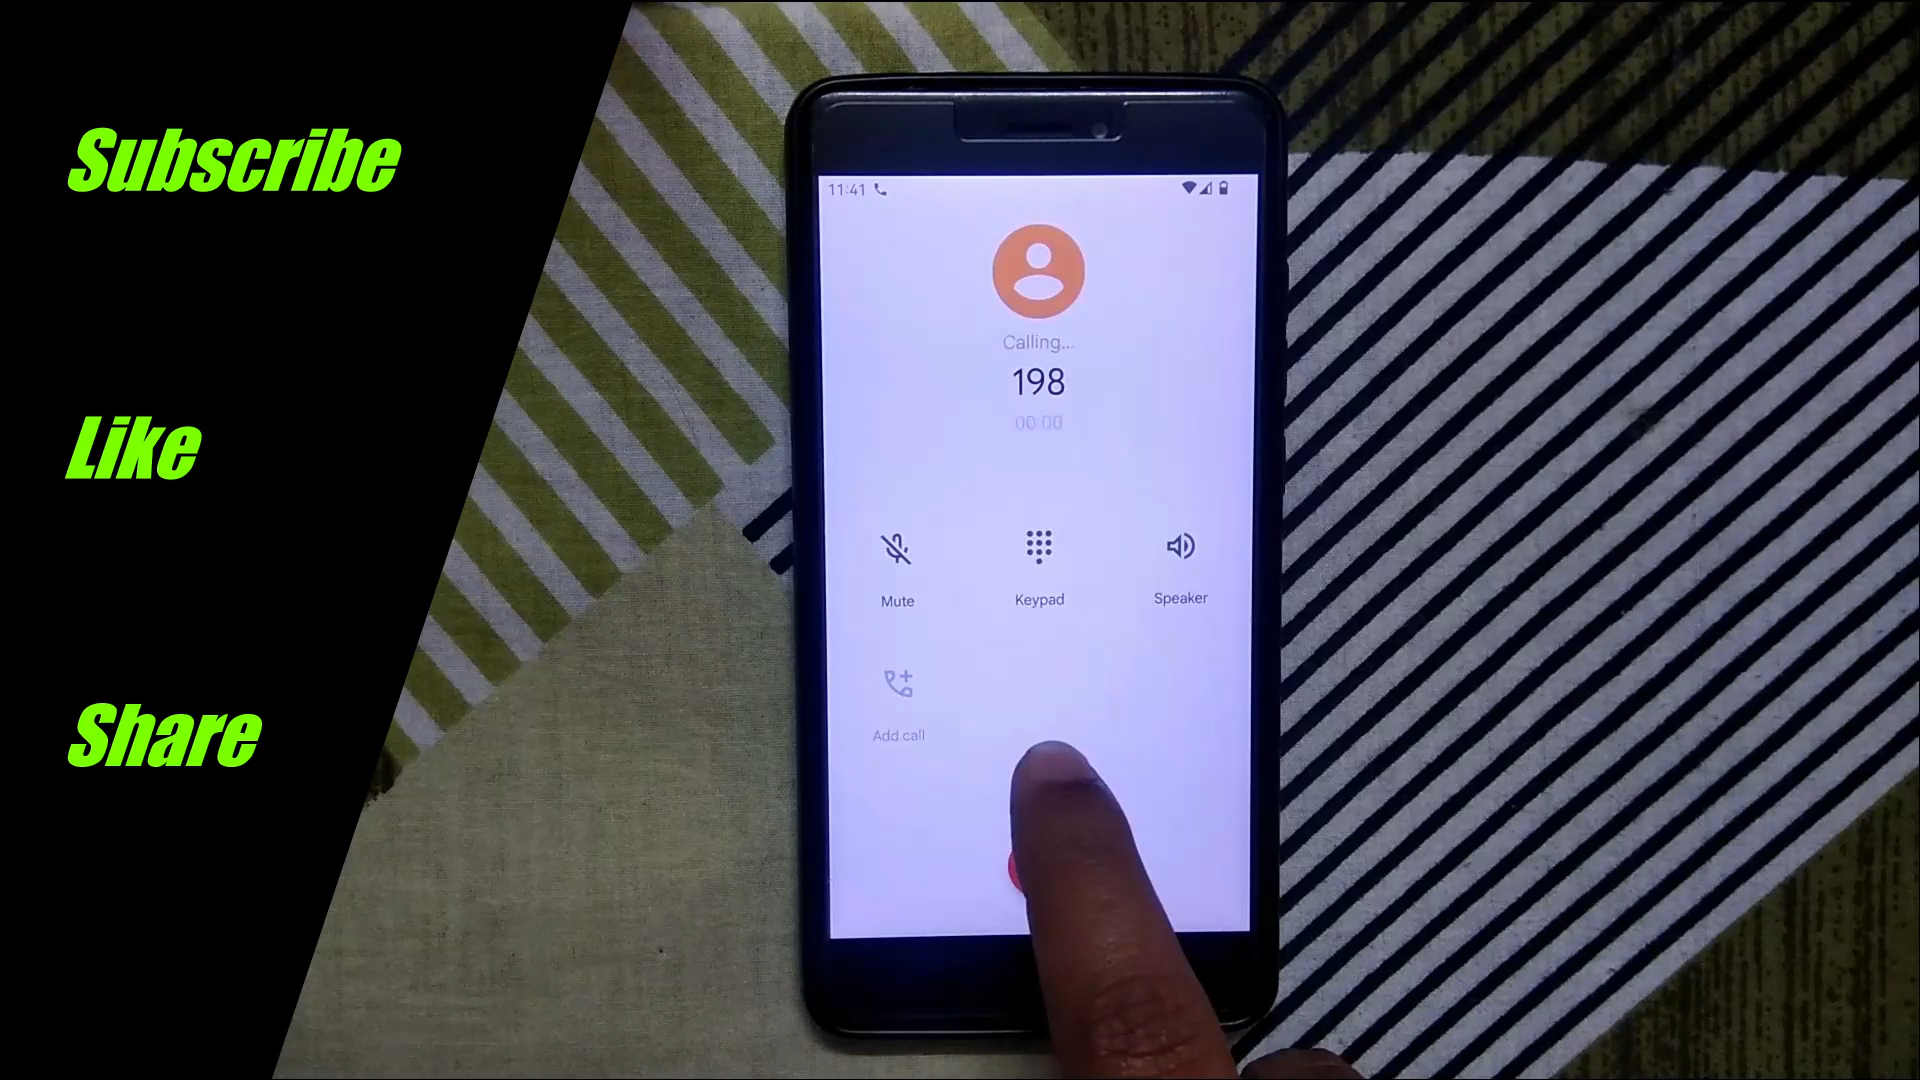 Subscribe
Like
Share
11:41
Calling...
198
00:00
Mute
Keypad
Speaker
Add call